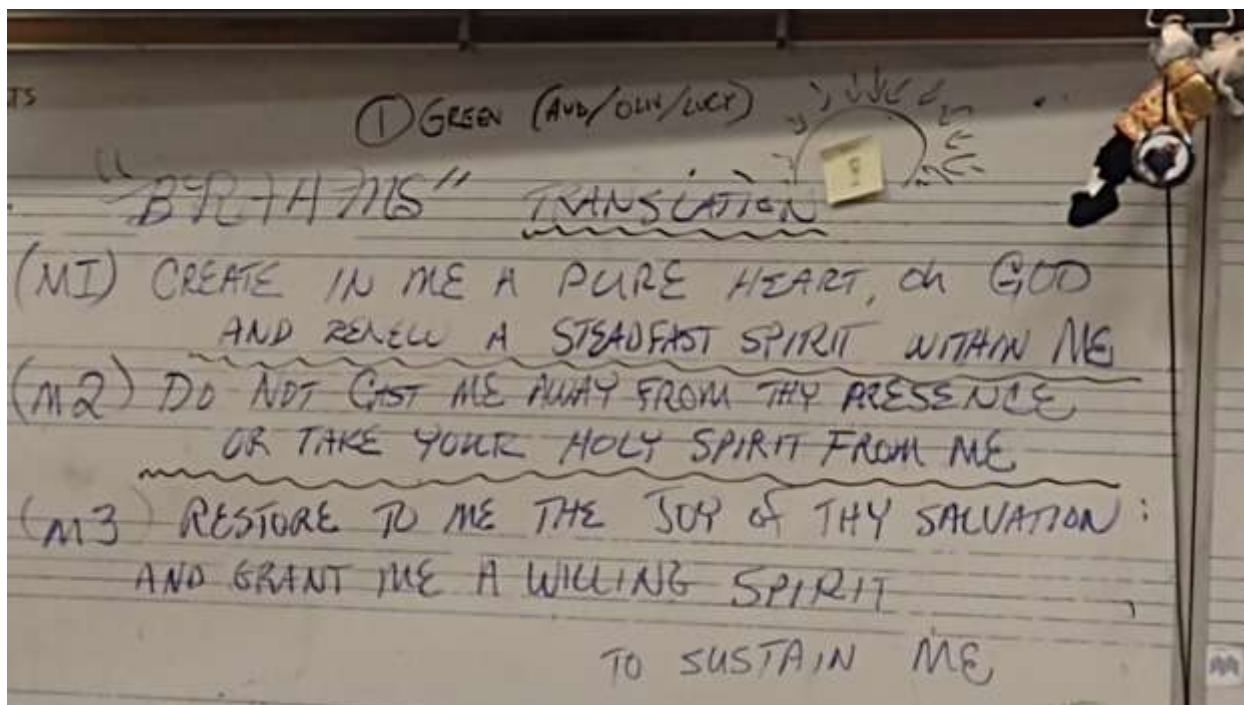 TS
① GREEN (AUD/OLIV/LUCY)
"BRAHMS" TRANSLATION
(MI) CREATE IN ME A PURE HEART, Oh GOD
AND RENEW A STEADFAST SPIRIT WITHIN ME
(M2) DO NOT CAST ME AWAY FROM THY PRESENCE
OR TAKE YOUR HOLY SPIRIT FROM ME
(M3) RESTORE TO ME THE JOY of THY SALVATION:
AND GRANT ME A WILLING SPIRIT,
TO SUSTAIN ME